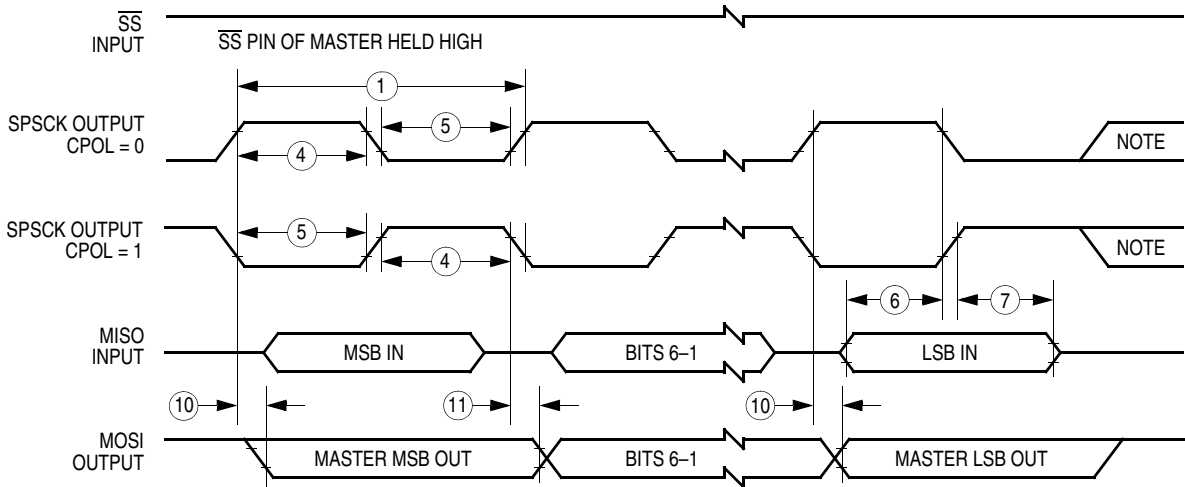 SS
INPUT
SS PIN OF MASTER HELD HIGH
1
SPSCK OUTPUT
CPOL = 0
5
4
NOTE
SPSCK OUTPUT
CPOL = 1
5
4
NOTE
6
7
MISO
INPUT
MSB IN
BITS 6–1
LSB IN
10
11
10
MOSI
OUTPUT
MASTER MSB OUT
BITS 6–1
MASTER LSB OUT